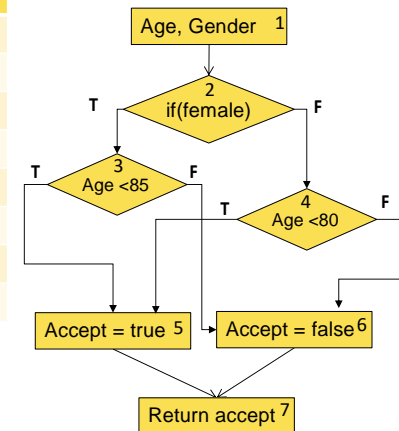 Age, Gender 1
2
if(female)
T
F
3
Age <85
T
F
4
Age <80
T
F
Accept = true 5
Accept = false 6
Return accept 7